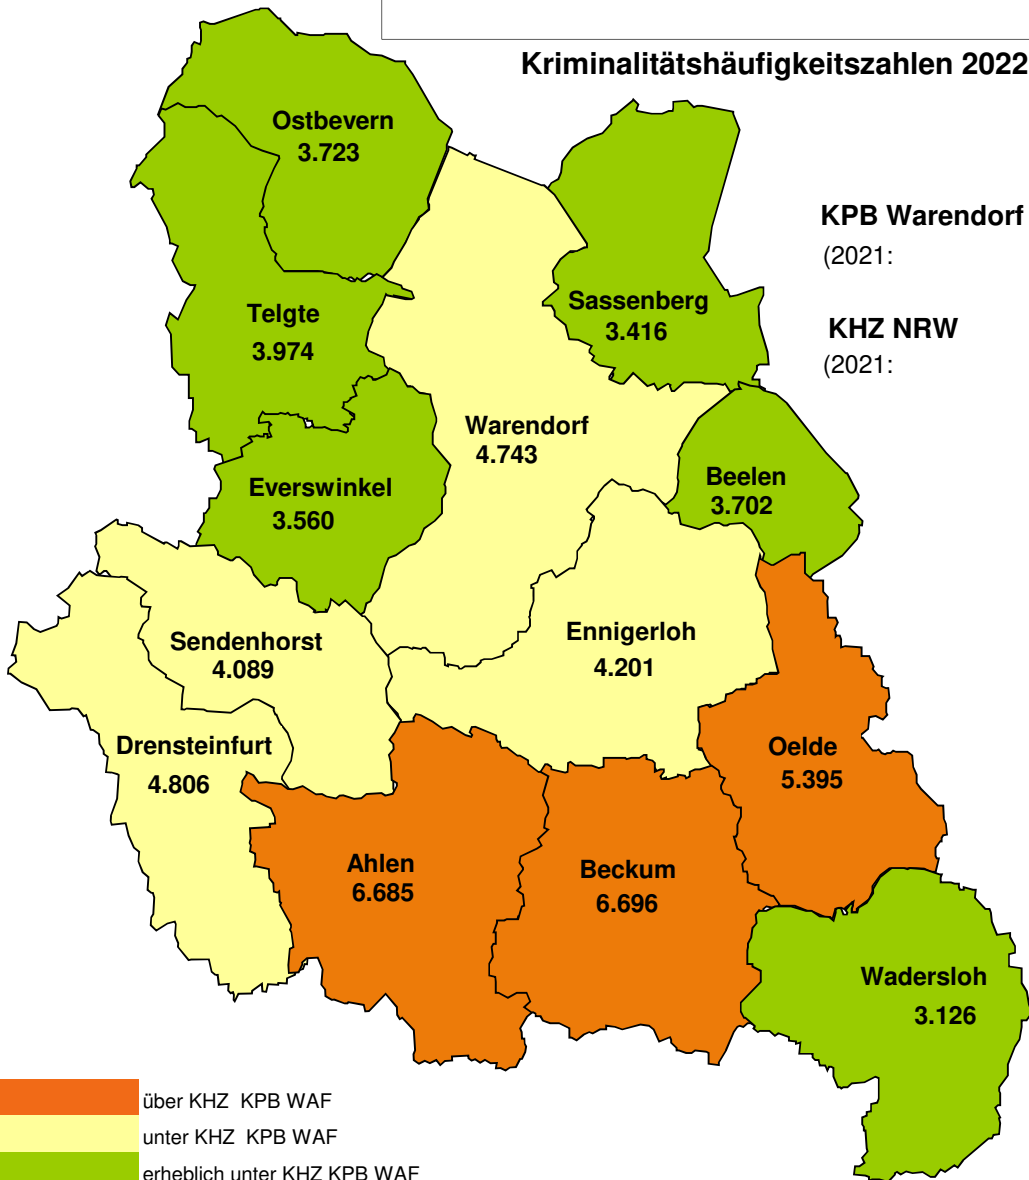 Kriminalitätshäufigkeitszahlen 2022
Ostbevern
3.723
KPB Warendorf
(2021:
Sassenberg
3.416
Telgte
3.974
KHZ NRW
(2021:
Warendorf
4.743
Beelen
3.702
Everswinkel
3.560
Sendenhorst
4.089
Ennigerloh
4.201
Drensteinfurt
4.806
Oelde
5.395
Ahlen
6.685
Beckum
6.696
Wadersloh
3.126
über KHZ KPB WAF
unter KHZ KPB WAF
erheblich unter KHZ KPB WAF